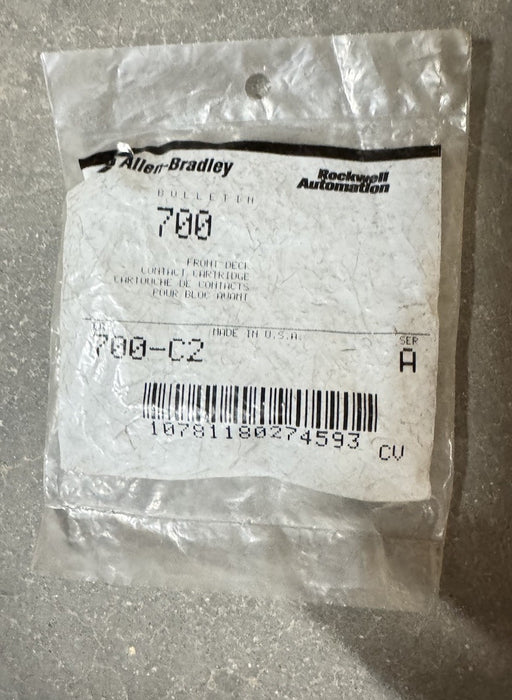 Allen-Bradley
Rockwell
Automation
BULLETIN
700
FRONT DECK
CONTACT CARTRIDGE
CARTOUCHE DE CONTACTS
POUR BLOC AVANT
MADE IN U.S.A.
CAT
SER
700-C2
A
10781180274593
CV